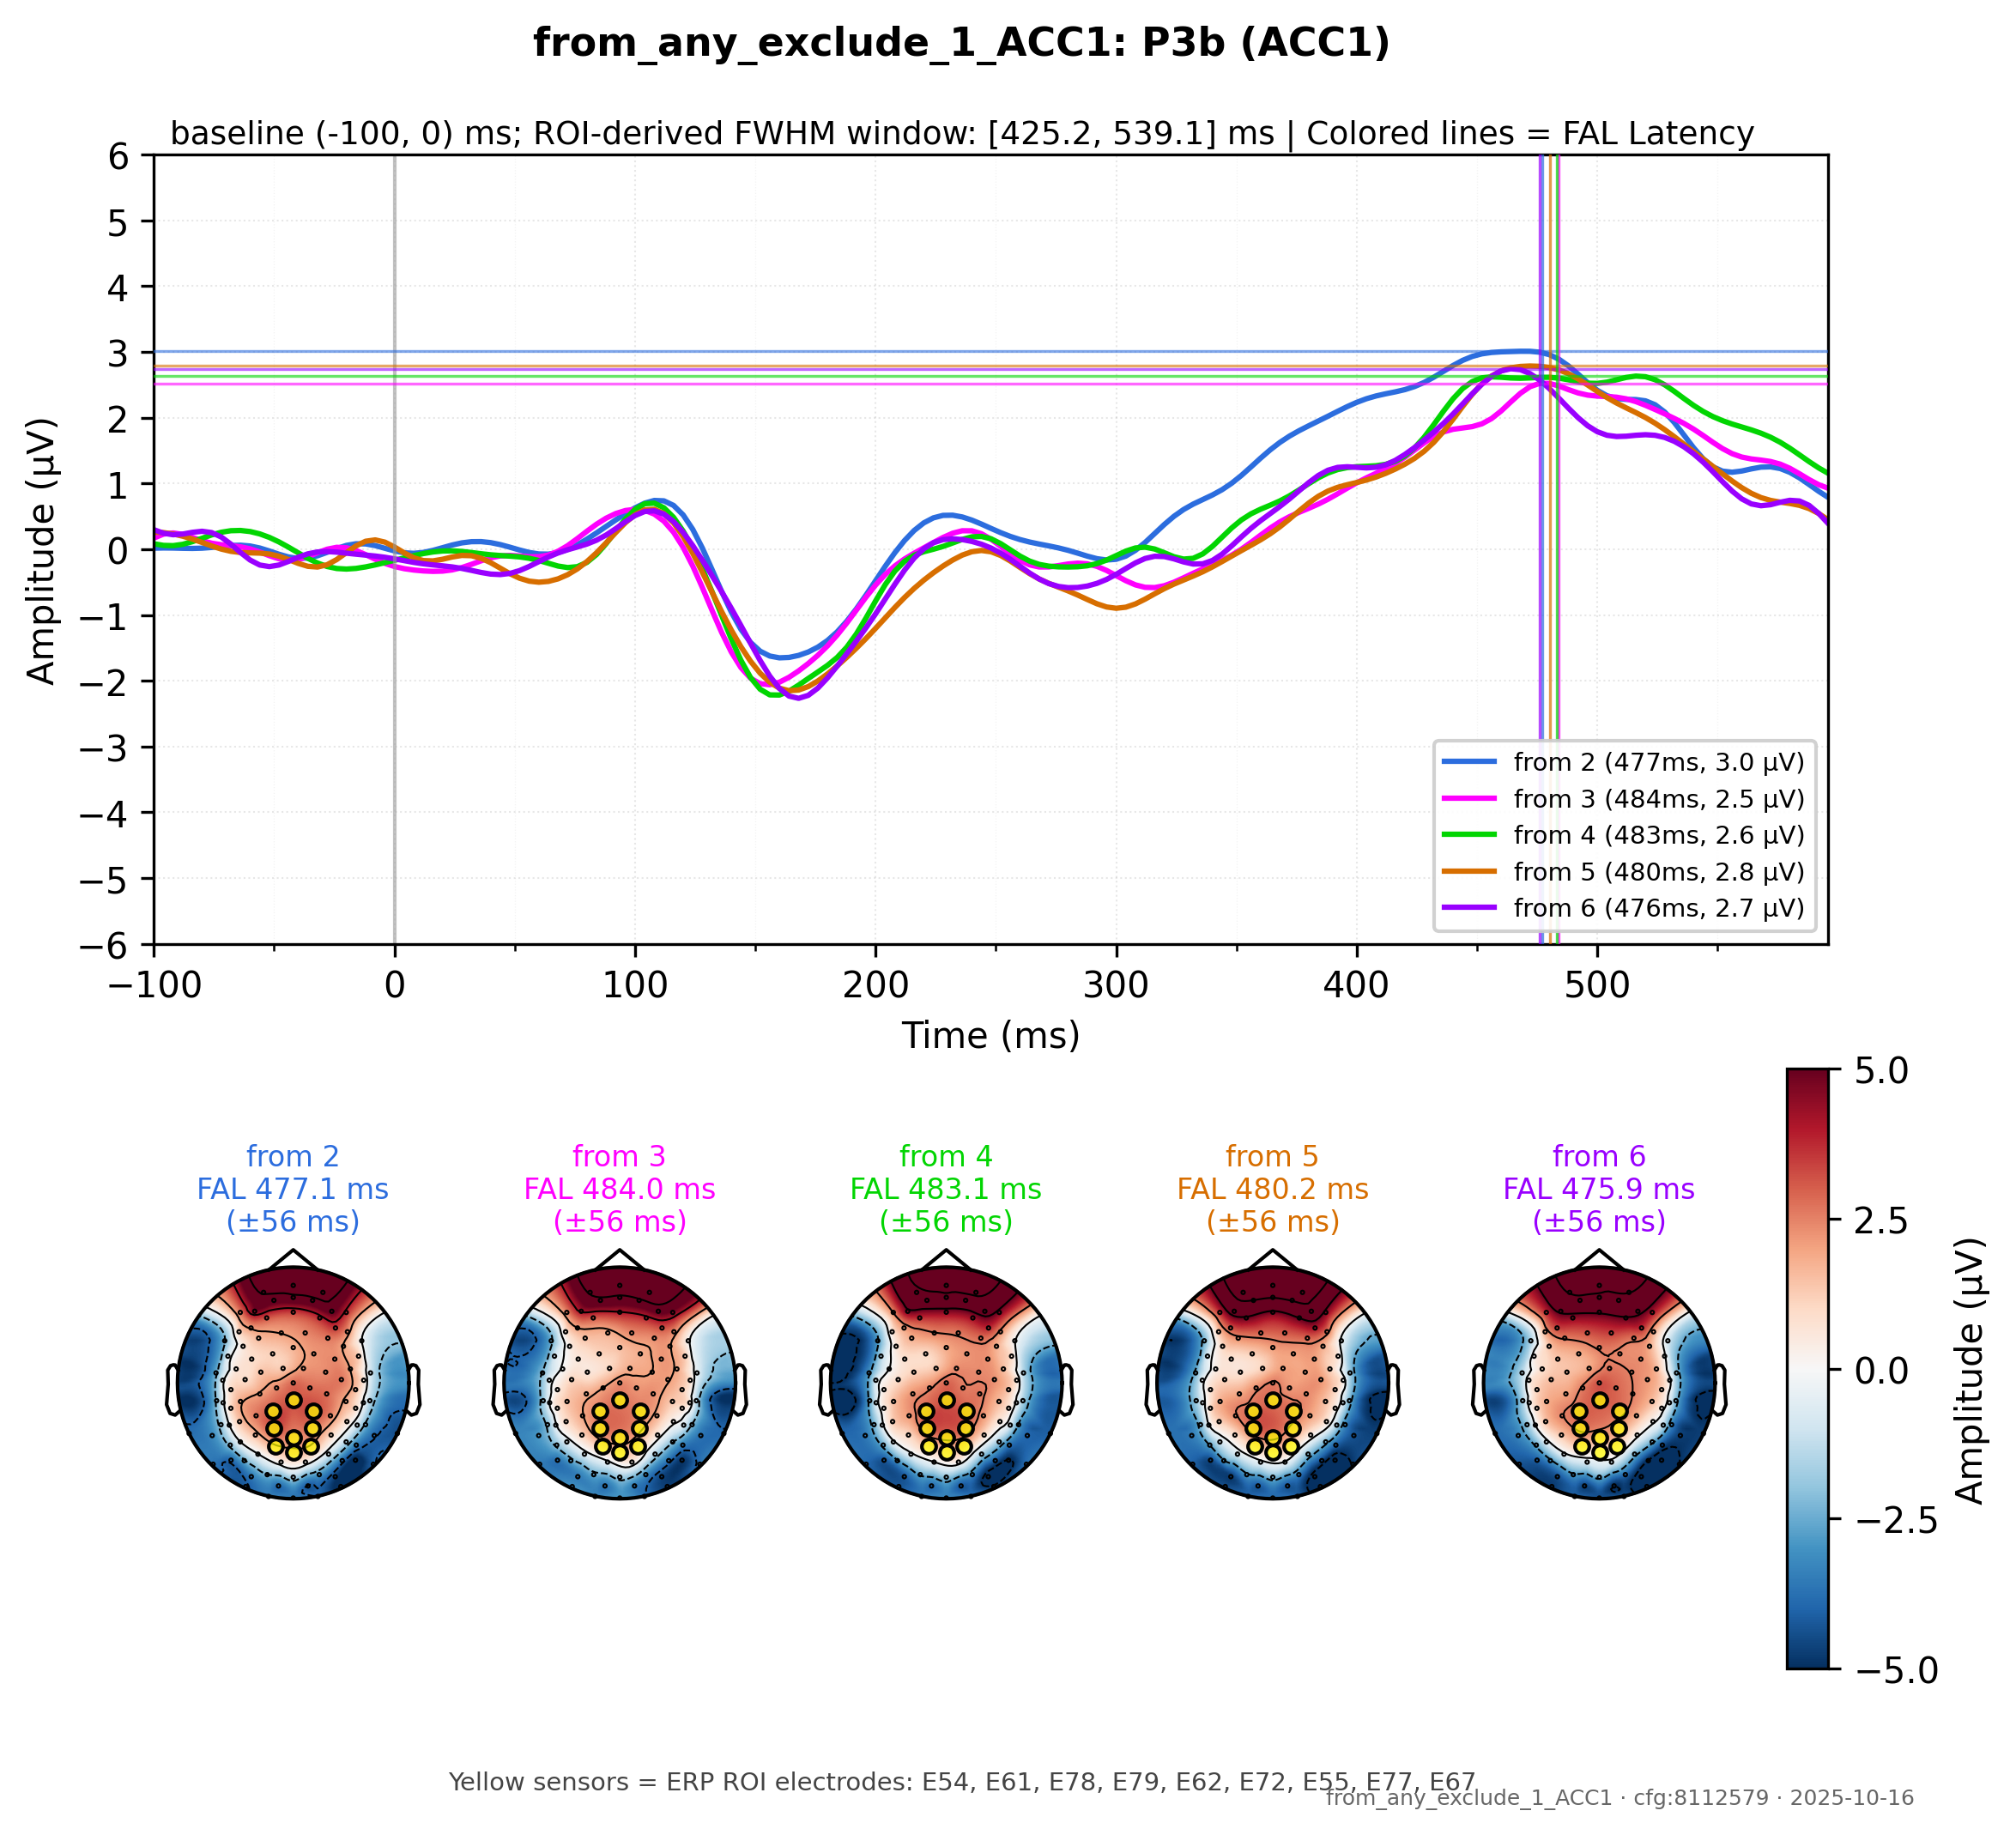 from_any_exclude_1_ACC1: P3b (ACC1)
baseline (-100, 0) ms; ROI-derived FWHM window: [425.2, 539.1] ms | Colored lines = FAL Latency
6
5
4
3
2
1
0
−1
−2
−3
−4
−5
−6
Amplitude (µV)
from 2 (477ms, 3.0 µV)
from 3 (484ms, 2.5 µV)
from 4 (483ms, 2.6 µV)
from 5 (480ms, 2.8 µV)
from 6 (476ms, 2.7 µV)
−100 0 100 200 300 400 500
Time (ms)
from 2
FAL 477.1 ms
(±56 ms)
from 3
FAL 484.0 ms
(±56 ms)
from 4
FAL 483.1 ms
(±56 ms)
from 5
FAL 480.2 ms
(±56 ms)
from 6
FAL 475.9 ms
(±56 ms)
5.0
2.5
0.0
−2.5
−5.0
Amplitude (µV)
Yellow sensors = ERP ROI electrodes: E54, E61, E78, E79, E62, E72, E55, E77, E67
from_any_exclude_1_ACC1 · cfg:8112579 · 2025-10-16